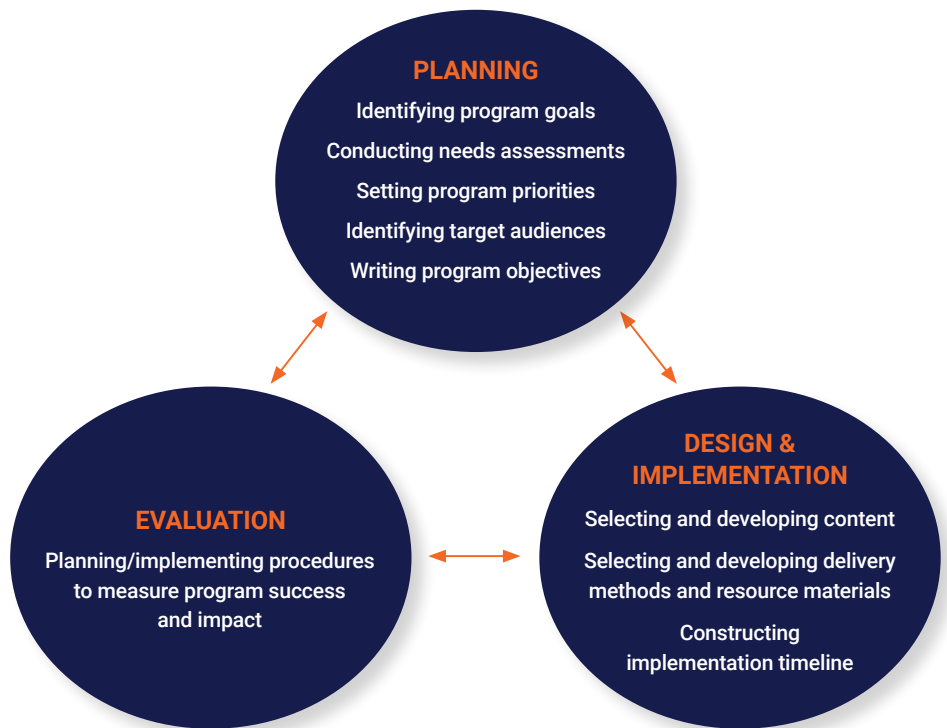 PLANNING
Identifying program goals
Conducting needs assessments
Setting program priorities
Identifying target audiences
Writing program objectives
EVALUATION
Planning/implementing procedures
to measure program success
and impact
DESIGN &
IMPLEMENTATION
Selecting and developing content
Selecting and developing delivery
methods and resource materials
Constructing
implementation timeline